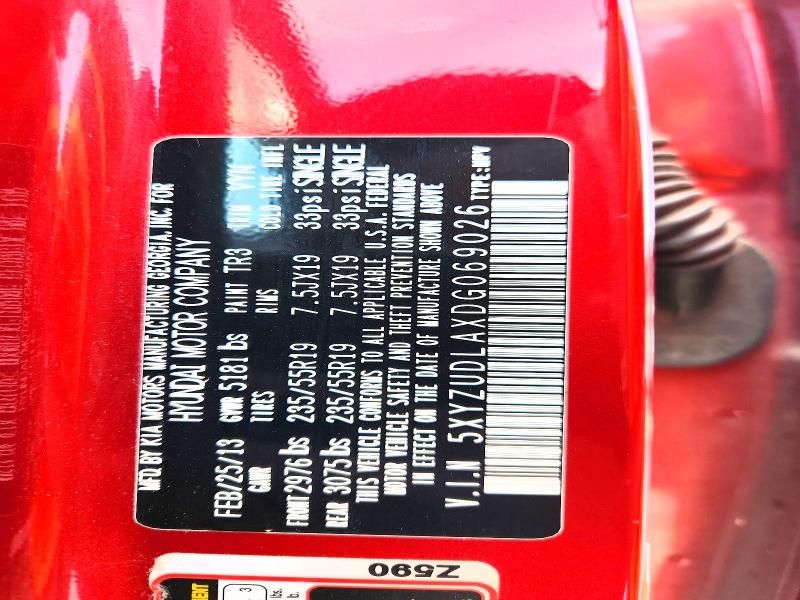 MFD. BY KIA MOTORS MANUFACTURING GEORGIA, INC. FOR
HYUNDAI MOTOR COMPANY
FEB/25/13 GVWR 5181 lbs PAINT TR3 TRIM VYN
GAWR TIRES RIMS COLD TIRE INFL
FRONT 2976 lbs 235/55R19 7.5JX19 33psi SINGLE
REAR 3075 lbs 235/55R19 7.5JX19 33psi SINGLE
THIS VEHICLE CONFORMS TO ALL APPLICABLE U.S.A. FEDERAL
MOTOR VEHICLE SAFETY AND THEFT PREVENTION STANDARDS
IN EFFECT ON THE DATE OF MANUFACTURE SHOWN ABOVE
V.I.N 5XYZUDLAXDG069026 TYPE:MPV
Z590
3